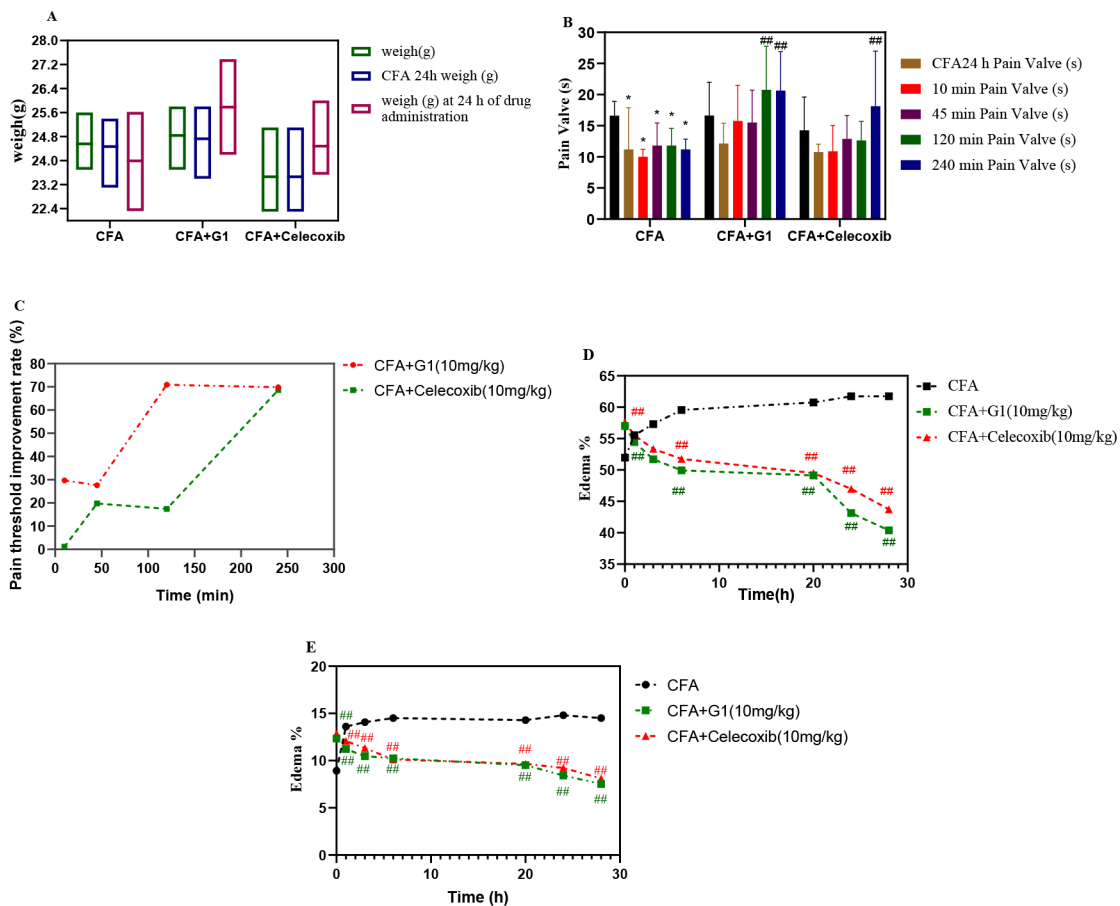 A
28.0
27.2
26.4
25.6
24.8
24.0
23.2
22.4
weigh(g)
CFA
CFA+G1
CFA+Celecoxib
weigh(g)
CFA 24h weigh (g)
weigh (g) at 24 h of drug
administration
B
30
25
20
15
10
5
0
Pain Valve (s)
*
*
*
*
*
##
##
##
CFA
CFA+G1
CFA+Celecoxib
CFA24 h Pain Valve (s)
10 min Pain Valve (s)
45 min Pain Valve (s)
120 min Pain Valve (s)
240 min Pain Valve (s)
C
80
70
60
50
40
30
20
10
0
Pain threshold improvement rate (%)
0
50
100
150
200
250
300
Time (min)
CFA+G1(10mg/kg)
CFA+Celecoxib(10mg/kg)
D
65
60
55
50
45
40
35
Edema %
##
##
##
##
##
##
##
##
##
##
0
10
20
30
Time(h)
CFA
CFA+G1(10mg/kg)
CFA+Celecoxib(10mg/kg)
E
20
15
10
5
0
Edema %
##
##
##
##
##
##
##
##
##
##
##
##
##
0
10
20
30
Time (h)
CFA
CFA+G1(10mg/kg)
CFA+Celecoxib(10mg/kg)